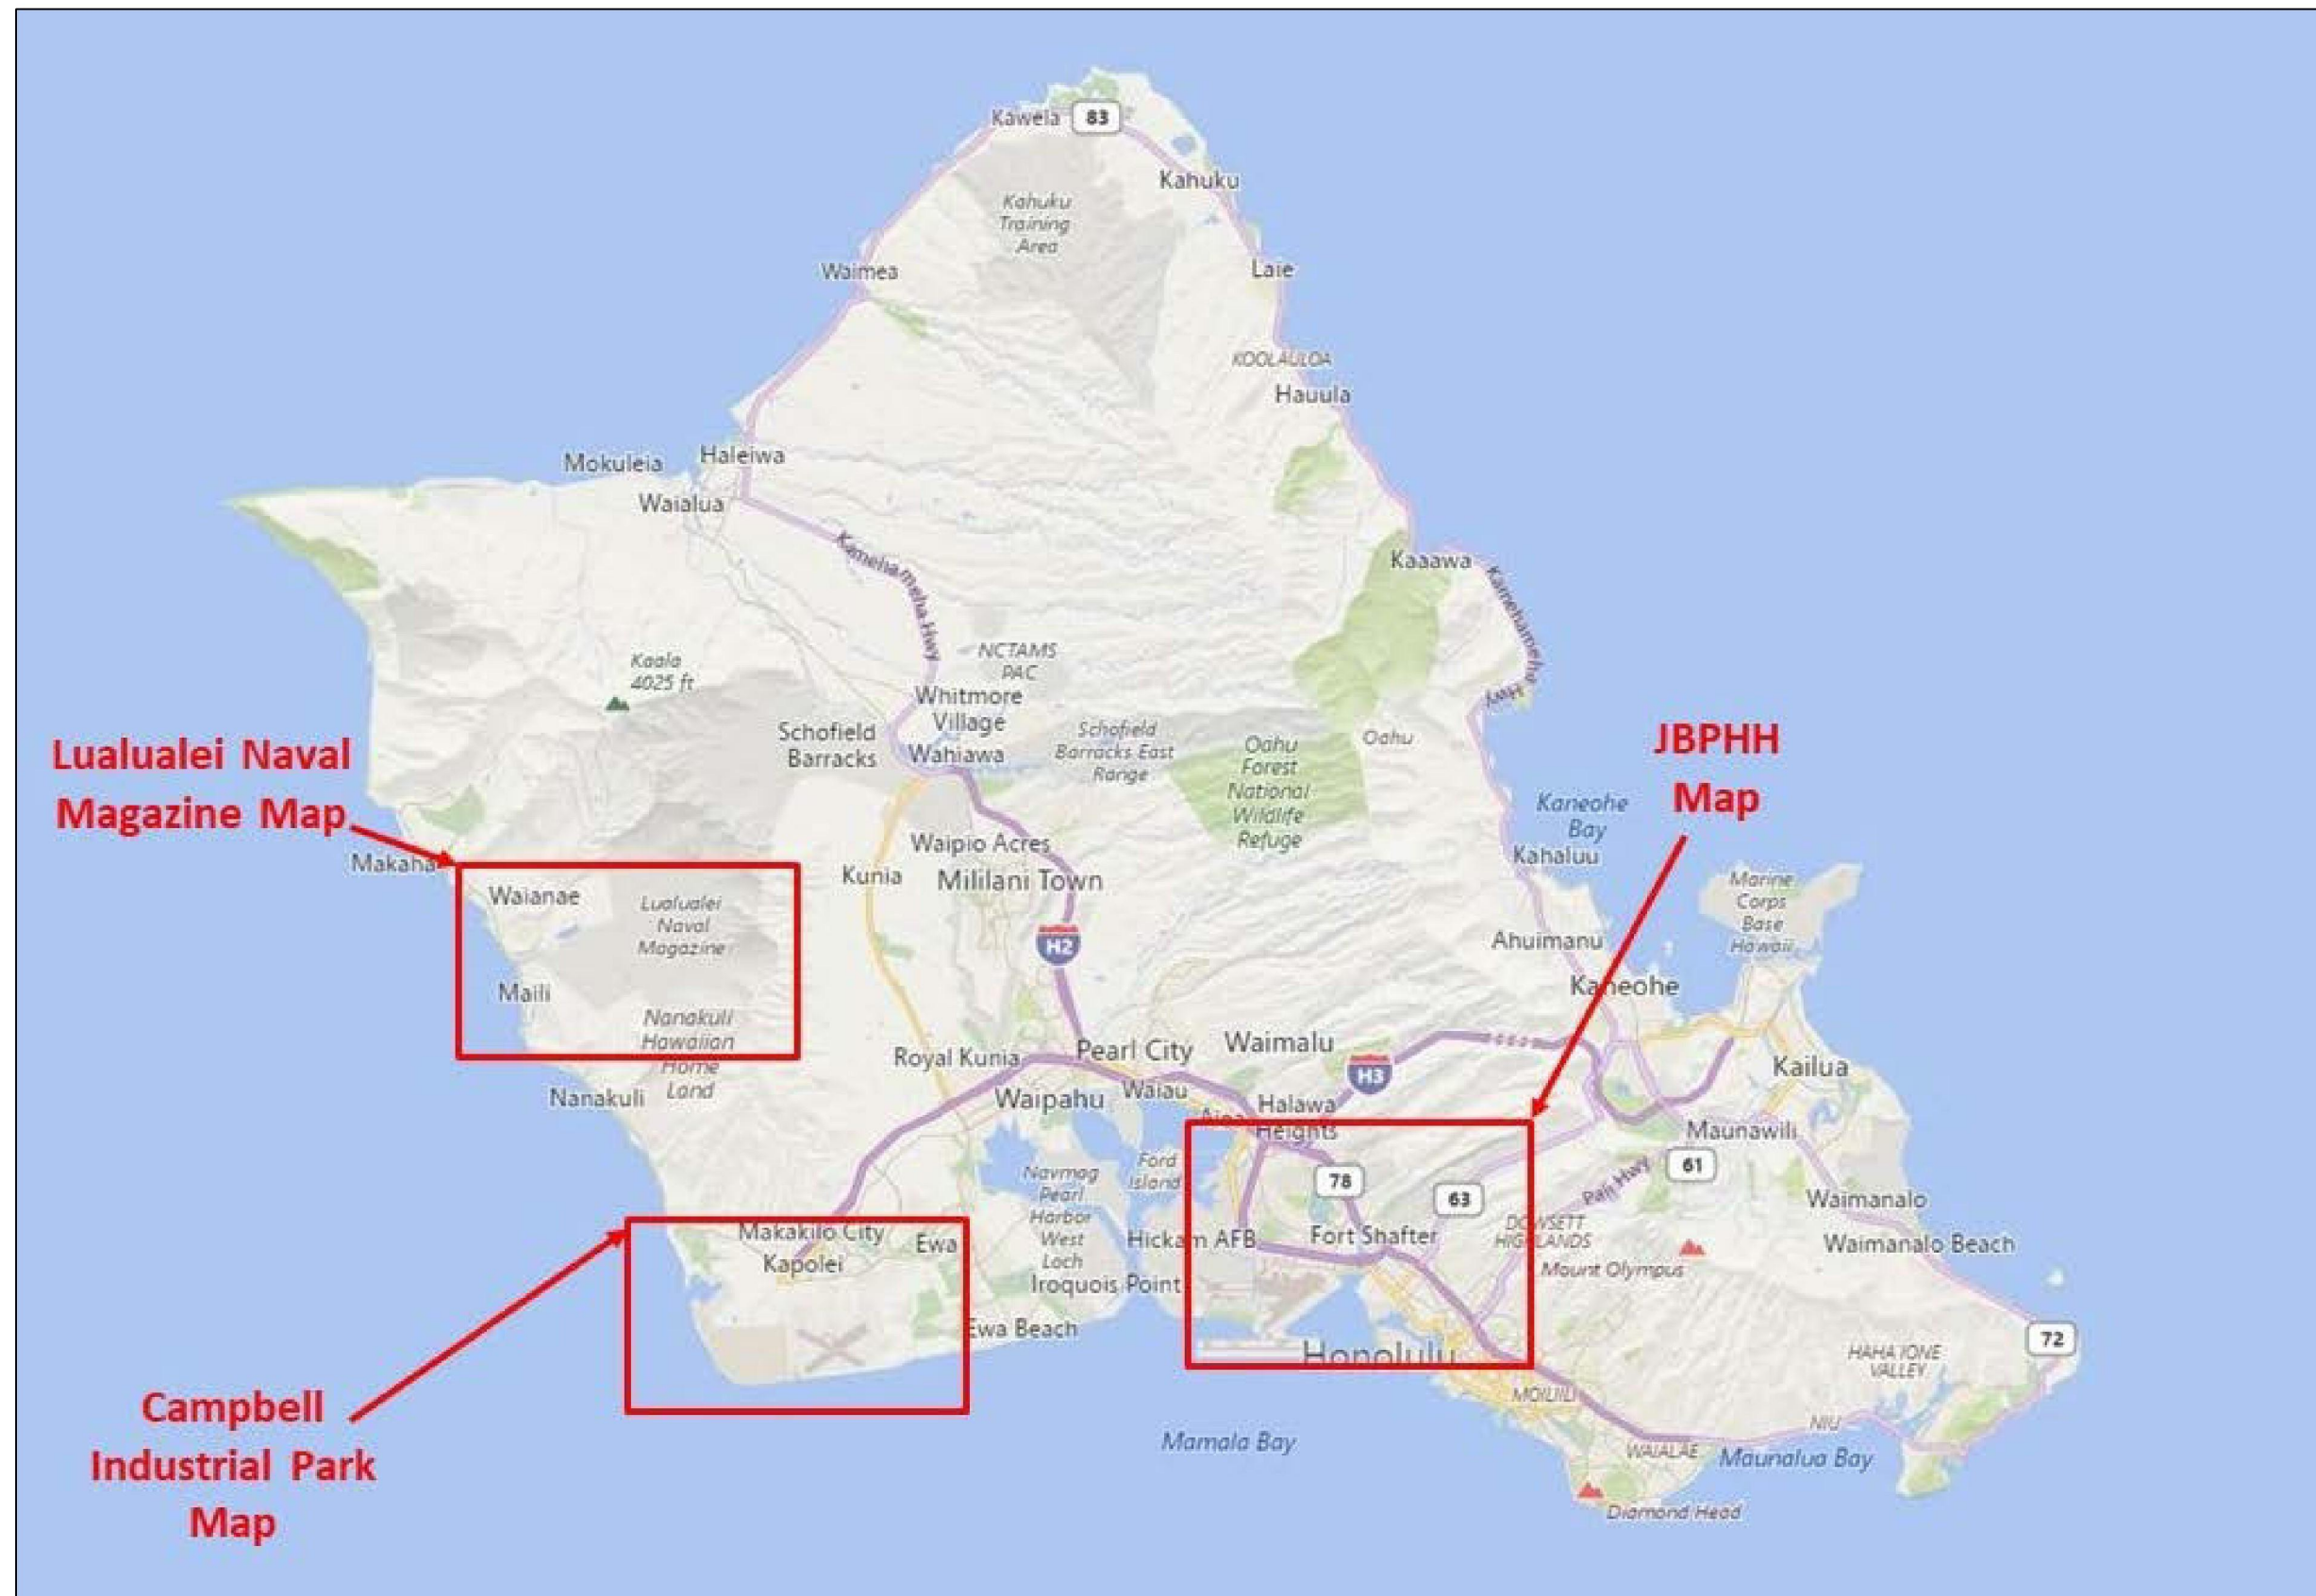 Kawela
83
Kahuku
Kahuku
Training
Area
Waimea
Laie
KOOLAULOA
Hauula
Mokuleia
Haleiwa
Waialua
Kamehameha Hwy
Kaaawa
Kamehameha Hwy
Kaala
4025 ft
NCTAMS
PAC
Whitmore
Village
Schofield
Barracks
Wahiawa
Schofield
Barracks East
Range
Oahu
Forest
National
Wildlife
Refuge
Oahu
JBPHH
Map
Lualualei Naval
Magazine Map
Kaneohe
Bay
Kahaluu
Makaha
Waipio Acres
Kunia
Mililani Town
Waianae
Lualualei
Naval
Magazine
Marine
Corps
Base
Hawaii
H2
Ahuimanu
Kaneohe
Maili
Nanakuli
Hawaiian
Home
Land
Nanakuli
Royal Kunia
Pearl City
Waimalu
H3
Kailua
Waipahu
Waiau
Aiea
Halawa
Heights
Maunawili
61
Pali Hwy
Navmag
Pearl
Harbor
West
Loch
Ford
Island
78
63
Waimanalo
Makakilo City
Kapolei
Ewa
Hickam AFB
Fort Shafter
DOWSETT
HIGHLANDS
Mount Olympus
Waimanalo Beach
Iroquois Point
Ewa Beach
Honolulu
72
HAHA IONE
VALLEY
Campbell
Industrial Park
Map
MOILIILI
Mamala Bay
NIU
WAIALAE
Maunalua Bay
Diamond Head